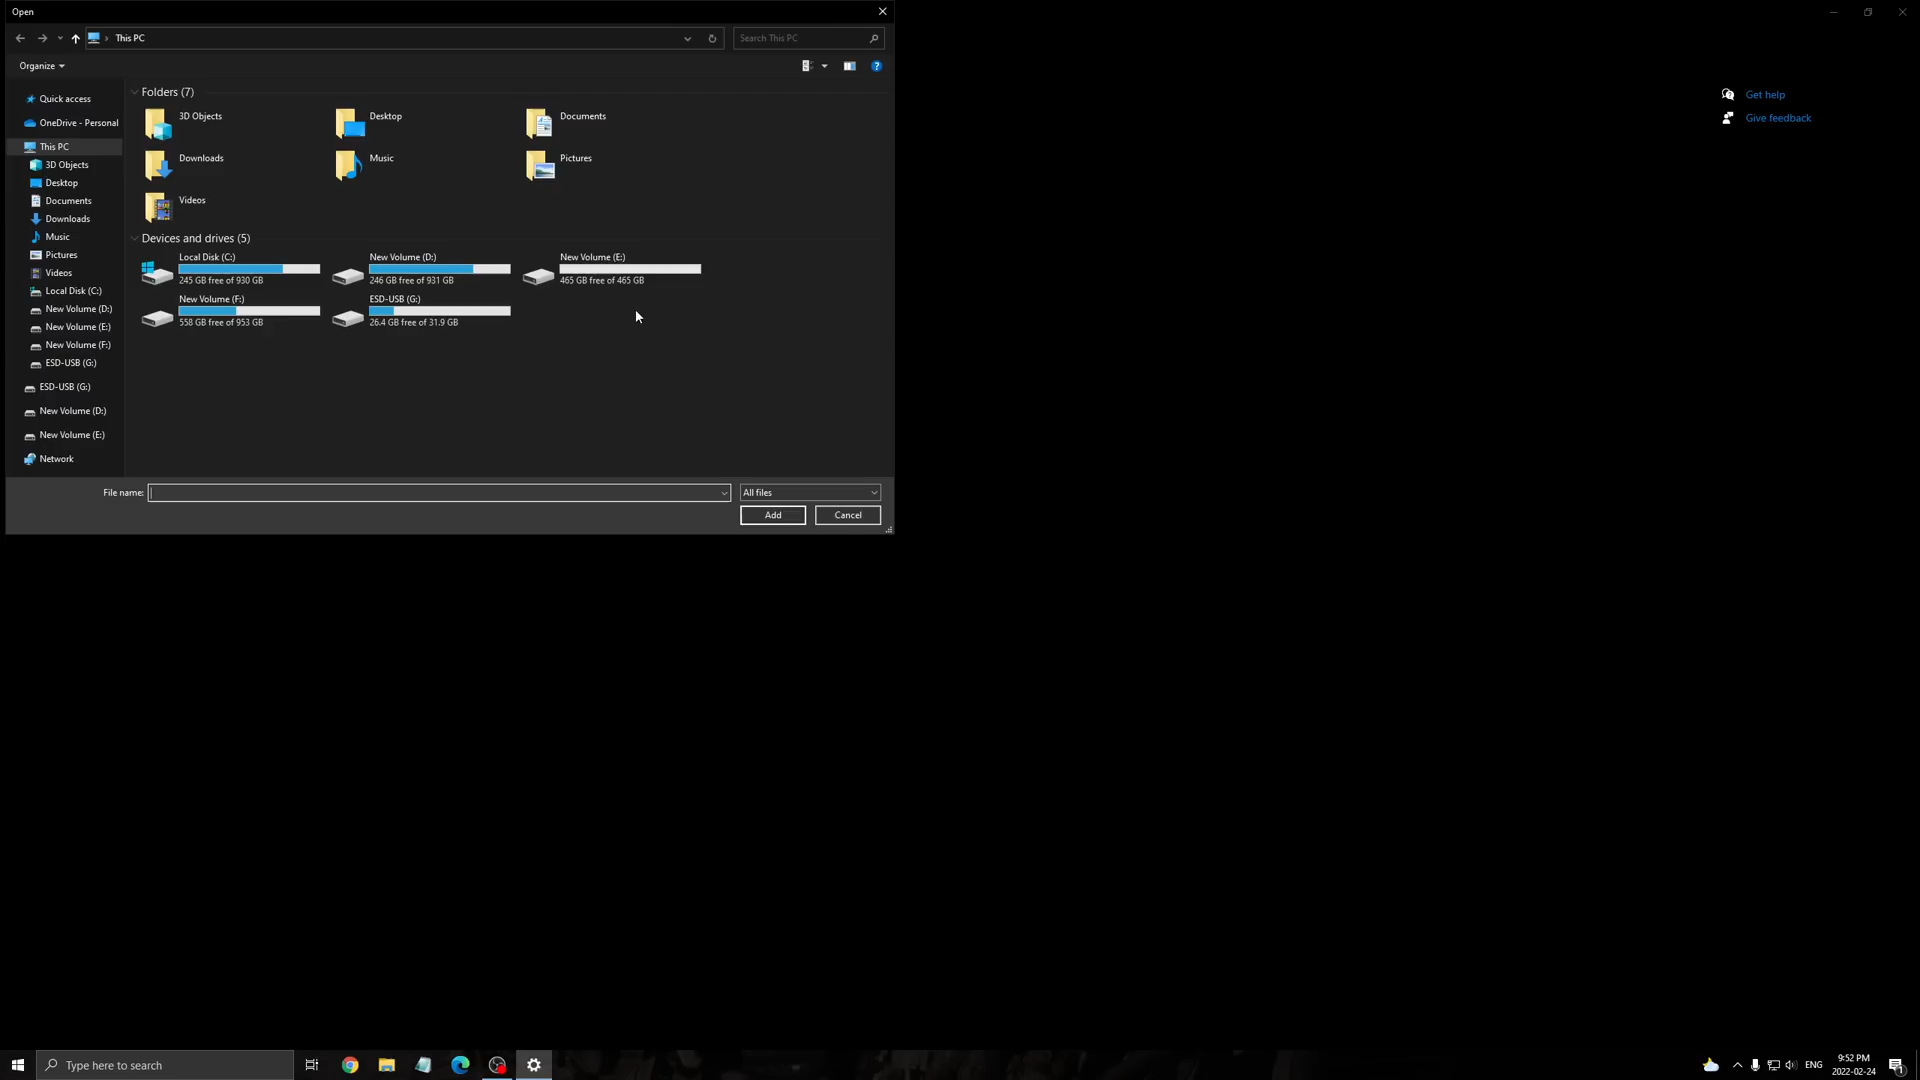 Open
This PC
Search This PC
Organize
Get help
Give feedback
Quick access
OneDrive - Personal
This PC
3D Objects
Desktop
Documents
Downloads
Music
Pictures
Videos
Local Disk (C:)
New Volume (D:)
New Volume (E:)
New Volume (F:)
ESD-USB (G:)
ESD-USB (G:)
New Volume (D:)
New Volume (E:)
Network
Folders (7)
3D Objects
Desktop
Documents
Downloads
Music
Pictures
Videos
Devices and drives (5)
Local Disk (C:)
245 GB free of 930 GB
New Volume (D:)
246 GB free of 931 GB
New Volume (E:)
465 GB free of 465 GB
New Volume (F:)
558 GB free of 953 GB
ESD-USB (G:)
26.4 GB free of 31.9 GB
File name:
All files
Add
Cancel
Type here to search
ENG
9:52 PM
2022-02-24
1